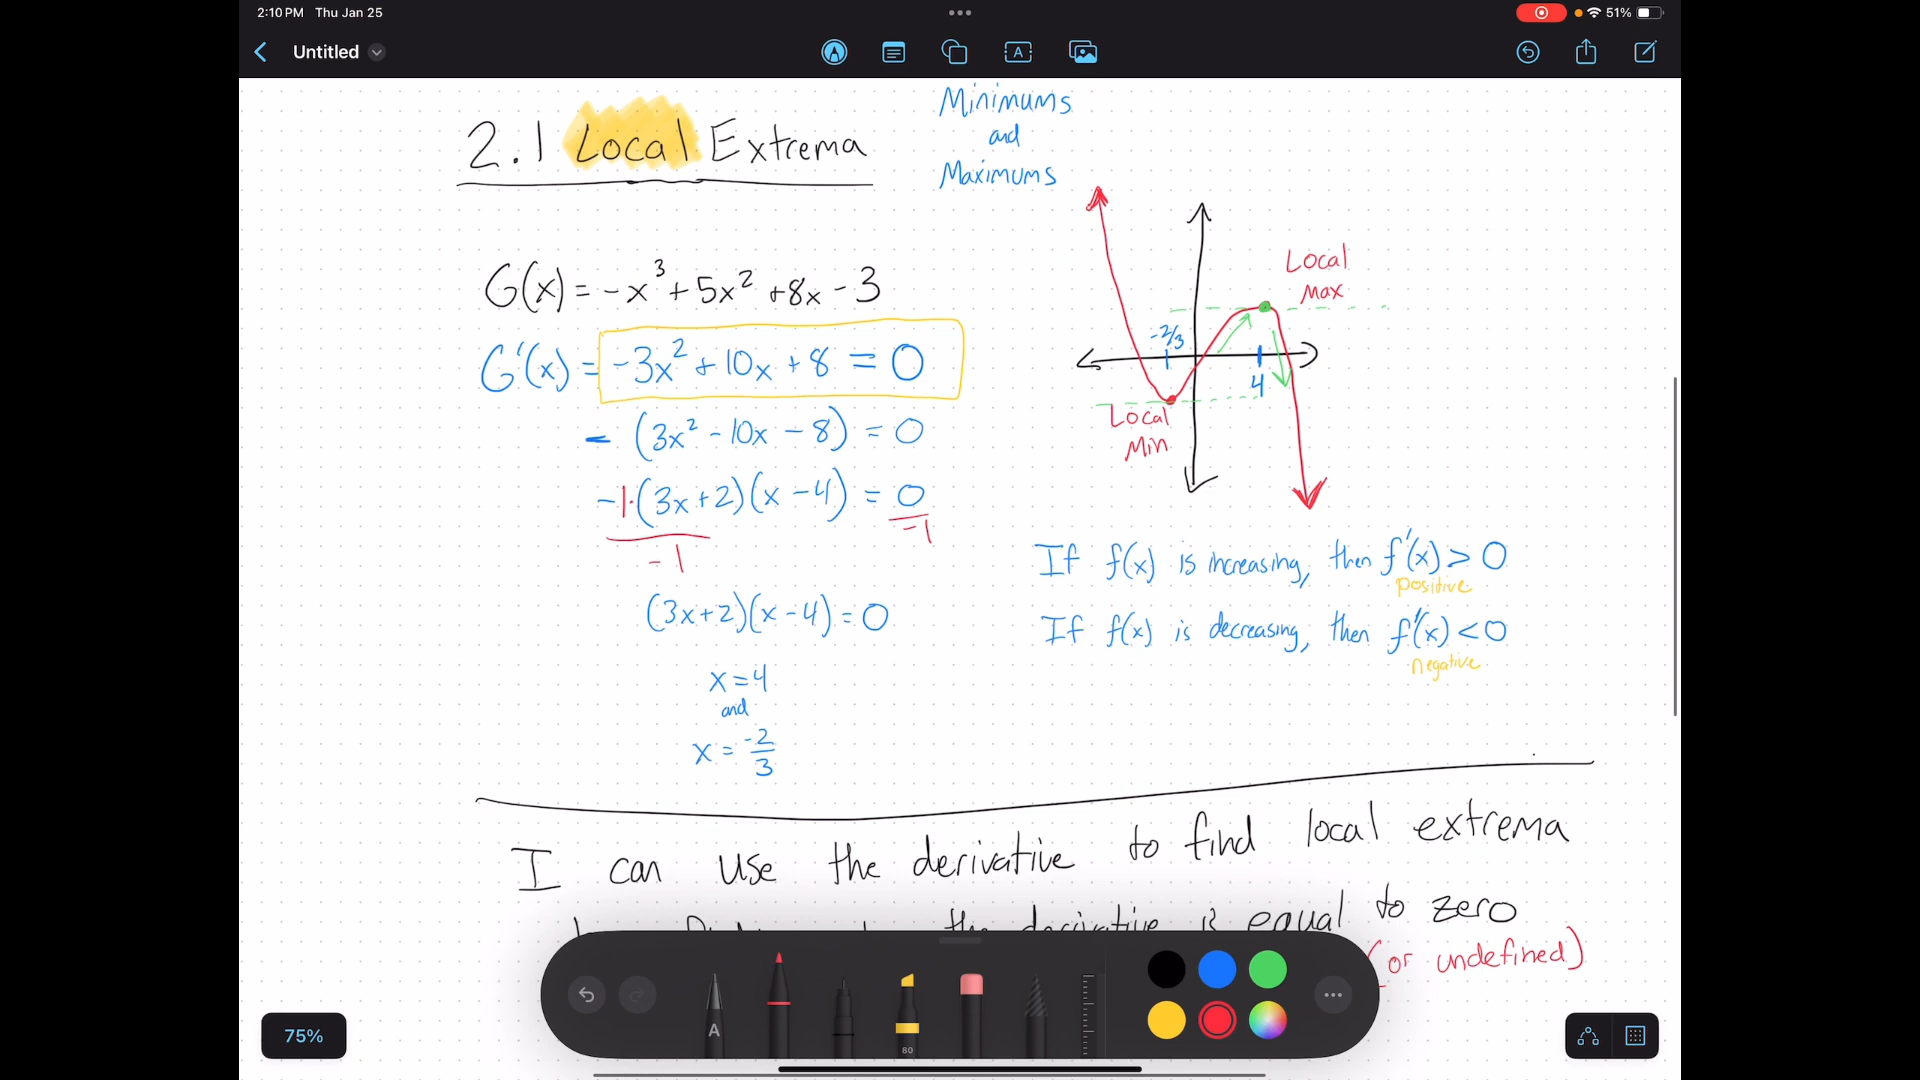 2:10 PM Thu Jan 25
51%
Untitled
A
2.1 Local Extrema
Minimums
and
Maximums
G(x) = -x³ + 5x² + 8x - 3
G'(x) = -3x² + 10x + 8 = 0
- (3x² - 10x - 8) = 0
-1·(3x+2)(x-4) = 0
-1
-1
(3x+2)(x-4) = 0
x = 4
and
x = -2/3
Local
Max
-2/3
4
Local
Min
If f(x) is increasing, then f'(x) > 0
positive
If f(x) is decreasing, then f'(x) < 0
negative
I can use the derivative to find local extrema
the derivative is equal to zero
(or undefined)
A
80
75%